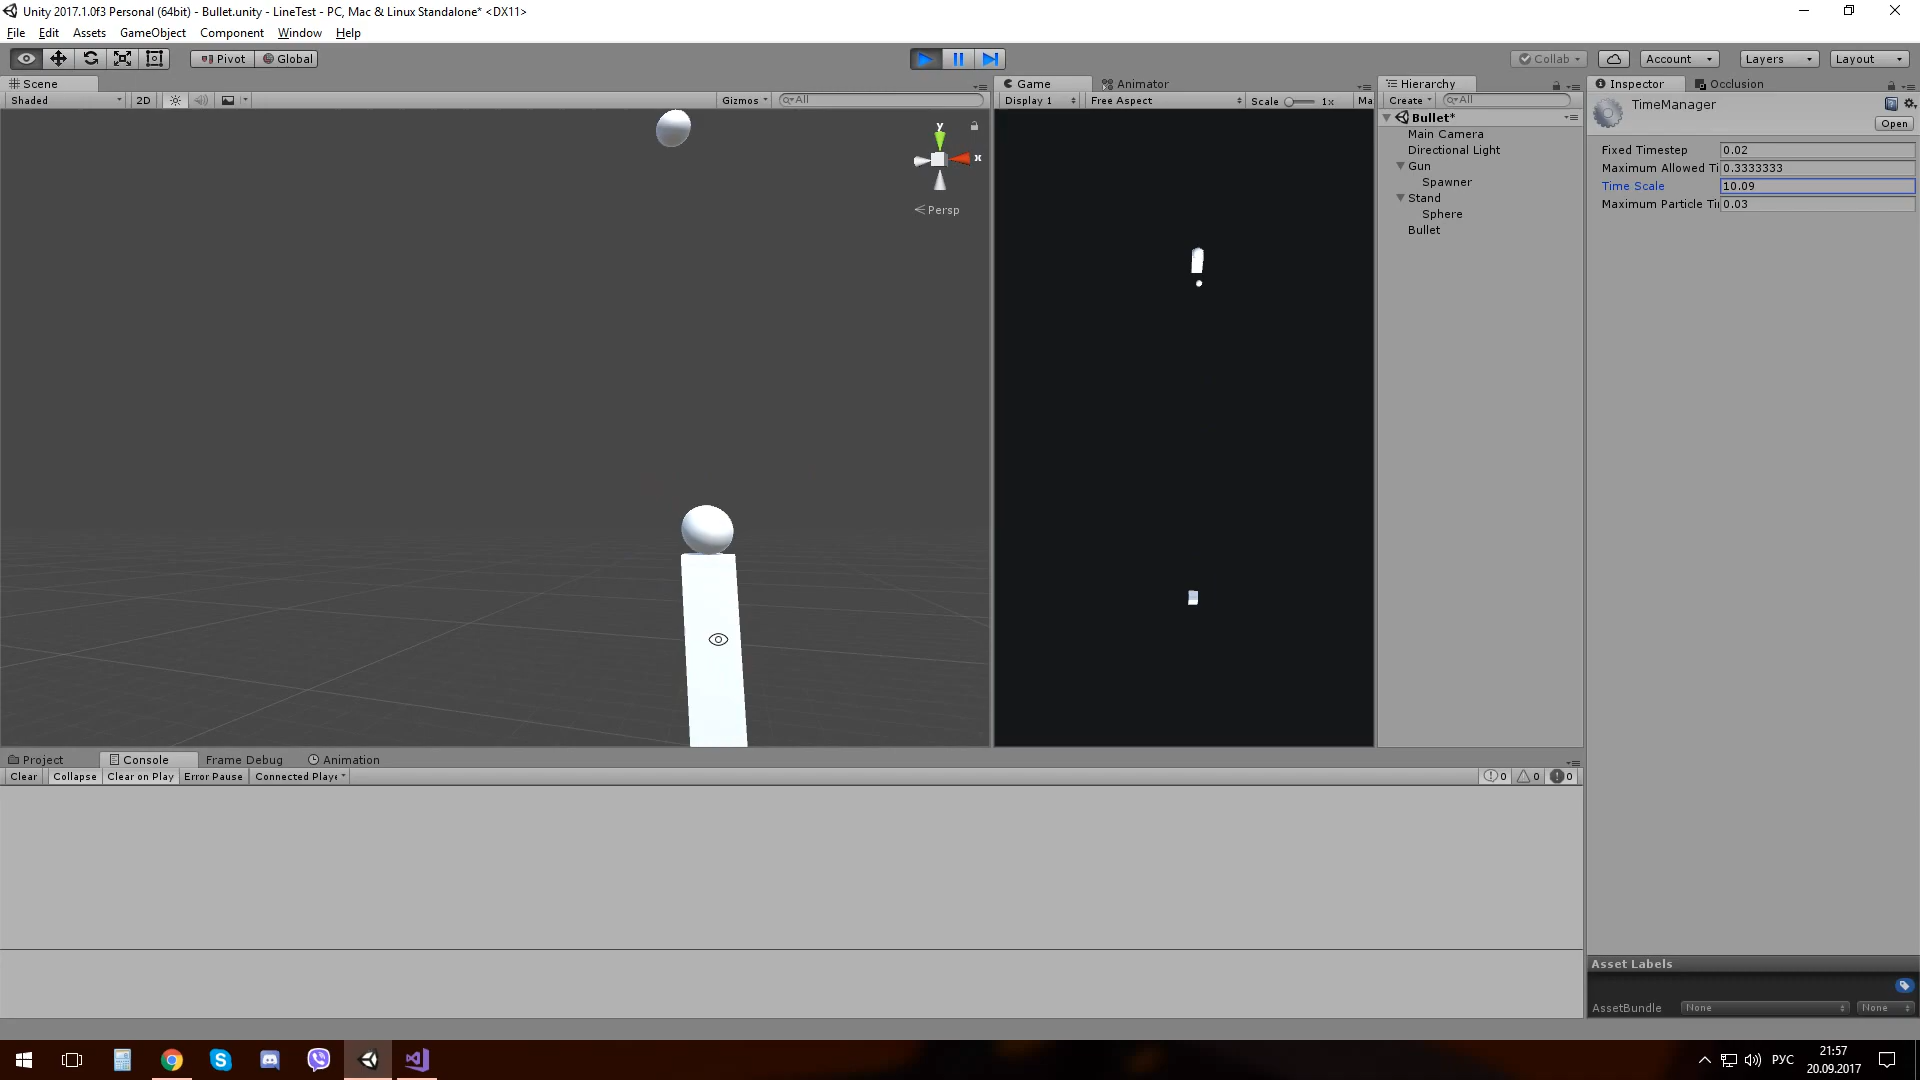 Unity 2017.1.0f3 Personal (64bit) - Bullet.unity - LineTest - PC, Mac & Linux Standalone* <DX11>
File Edit Assets GameObject Component Window Help
Pivot Global Collab Account Layers Layout
Scene
Shaded 2D Gizmos All
y
x
Persp
Game Animator
Display 1 Free Aspect Scale 1x Ma
Hierarchy
Create All
Bullet*
Main Camera
Directional Light
Gun
Spawner
Stand
Sphere
Bullet
Inspector Occlusion
TimeManager
Open
Fixed Timestep 0.02
Maximum Allowed Ti 0.3333333
Time Scale 10.09
Maximum Particle Ti 0.03
Project Console Frame Debug Animation
Clear Collapse Clear on Play Error Pause Connected Playe 0 0 0
Asset Labels
AssetBundle None None
РУС 21:57
20.09.2017